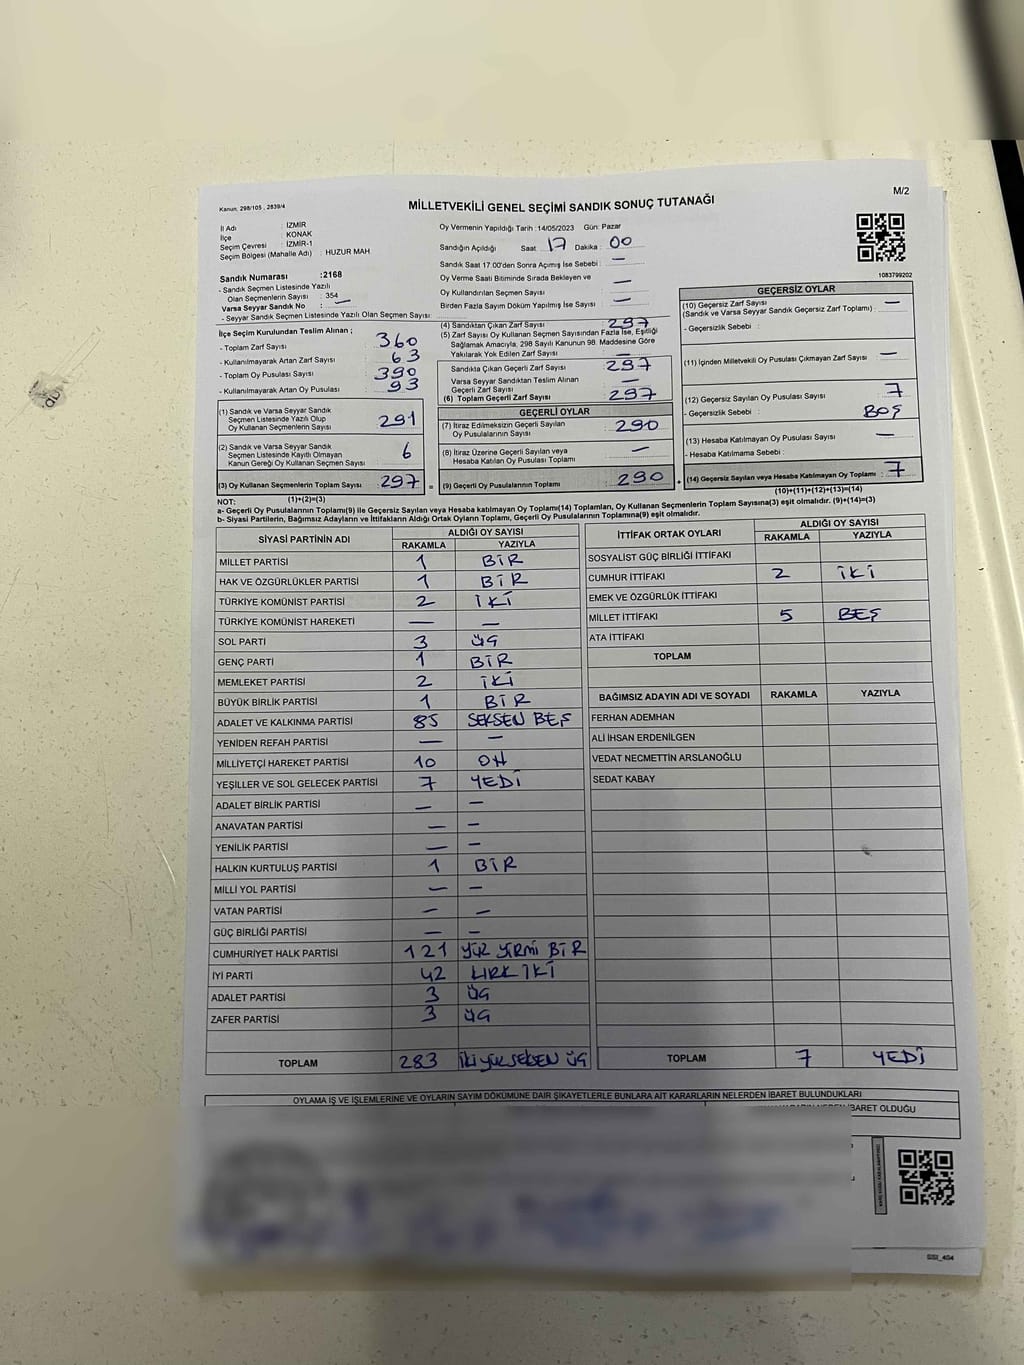 M/2
Kanun, 298/105 , 2839/4
MİLLETVEKİLİ GENEL SEÇİMİ SANDIK SONUÇ TUTANAĞI
İl Adı : İZMİR
İlçe : KONAK
Seçim Çevresi : İZMİR-1
Seçim Bölgesi (Mahalle Adı) : HUZUR MAH
Sandık Numarası :2168
- Sandık Seçmen Listesinde Yazılı
Olan Seçmenlerin Sayısı : 354
Varsa Seyyar Sandık No : —
- Seyyar Sandık Seçmen Listesinde Yazılı Olan Seçmen Sayısı:
Oy Vermenin Yapıldığı Tarih :14/05/2023 Gün: Pazar
Sandığın Açıldığı Saat 17 Dakika : 00
Sandık Saat 17:00'den Sonra Açılmış İse Sebebi : —
Oy Verme Saati Bitiminde Sırada Bekleyen ve
Oy Kullandırılan Seçmen Sayısı —
Birden Fazla Sayım Döküm Yapılmış İse Sayısı —
1083799202
İlçe Seçim Kurulundan Teslim Alınan ;
- Toplam Zarf Sayısı : 360
- Kullanılmayarak Artan Zarf Sayısı : 63
- Toplam Oy Pusulası Sayısı : 390
- Kullanılmayarak Artan Oy Pusulası : 93
(1) Sandık ve Varsa Seyyar Sandık
Seçmen Listesinde Yazılı Olup
Oy Kullanan Seçmenlerin Sayısı : 291
(2) Sandık ve Varsa Seyyar Sandık
Seçmen Listesinde Kayıtlı Olmayan
Kanun Gereği Oy Kullanan Seçmen Sayısı : 6
(3) Oy Kullanan Seçmenlerin Toplam Sayısı : 297
(1)+(2)=(3)
(4) Sandıktan Çıkan Zarf Sayısı : 297
(5) Zarf Sayısı Oy Kullanan Seçmen Sayısından Fazla İse, Eşitliği
Sağlamak Amacıyla, 298 Sayılı Kanunun 98. Maddesine Göre
Yakılarak Yok Edilen Zarf Sayısı : —
Sandıkta Çıkan Geçerli Zarf Sayısı : 297
Varsa Seyyar Sandıktan Teslim Alınan
Geçerli Zarf Sayısı : —
(6) Toplam Geçerli Zarf Sayısı : 297
GEÇERLİ OYLAR
(7) İtiraz Edilmeksizin Geçerli Sayılan
Oy Pusulalarının Sayısı : 290
(8) İtiraz Üzerine Geçerli Sayılan veya
Hesaba Katılan Oy Pusulası Toplamı : —
(9) Geçerli Oy Pusulalarının Toplamı : 290
GEÇERSİZ OYLAR
(10) Geçersiz Zarf Sayısı : —
(Sandık ve Varsa Seyyar Sandık Geçersiz Zarf Toplamı)
- Geçersizlik Sebebi :
(11) İçinden Milletvekili Oy Pusulası Çıkmayan Zarf Sayısı : —
(12) Geçersiz Sayılan Oy Pusulası Sayısı : 7
- Geçersizlik Sebebi : BOŞ
(13) Hesaba Katılmayan Oy Pusulası Sayısı : —
- Hesaba Katılmama Sebebi :
(14) Geçersiz Sayılan veya Hesaba Katılmayan Oy Toplamı : 7
(10)+(11)+(12)+(13)=(14)
NOT:
a- Geçerli Oy Pusulalarının Toplamı(9) ile Geçersiz Sayılan veya Hesaba Katılmayan Oy Toplamı(14) Toplamları, Oy Kullanan Seçmenlerin Toplam Sayısına(3) eşit olmalıdır. (9)+(14)=(3)
b- Siyasi Partilerin, Bağımsız Adayların ve İttifakların Aldığı Ortak Oyların Toplamı, Geçerli Oy Pusulalarının Toplamına(9) eşit olmalıdır.
SİYASİ PARTİNİN ADI ALDIĞI OY SAYISI
RAKAMLA YAZIYLA
MİLLET PARTİSİ 1 BİR
HAK VE ÖZGÜRLÜKLER PARTİSİ 1 BİR
TÜRKİYE KOMÜNİST PARTİSİ 2 İKİ
TÜRKİYE KOMÜNİST HAREKETİ — —
SOL PARTİ 3 ÜÇ
GENÇ PARTİ 1 BİR
MEMLEKET PARTİSİ 2 İKİ
BÜYÜK BİRLİK PARTİSİ 1 BİR
ADALET VE KALKINMA PARTİSİ 85 SEKSEN BEŞ
YENİDEN REFAH PARTİSİ — —
MİLLİYETÇİ HAREKET PARTİSİ 10 ON
YEŞİLLER VE SOL GELECEK PARTİSİ 7 YEDİ
ADALET BİRLİK PARTİSİ — —
ANAVATAN PARTİSİ — —
YENİLİK PARTİSİ — —
HALKIN KURTULUŞ PARTİSİ 1 BİR
MİLLİ YOL PARTİSİ — —
VATAN PARTİSİ — —
GÜÇ BİRLİĞİ PARTİSİ — —
CUMHURİYET HALK PARTİSİ 121 YÜZ YİRMİ BİR
İYİ PARTİ 42 KIRK İKİ
ADALET PARTİSİ 3 ÜÇ
ZAFER PARTİSİ 3 ÜÇ
TOPLAM 283 İKİ YÜZ SEKSEN ÜÇ
İTTİFAK ORTAK OYLARI ALDIĞI OY SAYISI
RAKAMLA YAZIYLA
SOSYALİST GÜÇ BİRLİĞİ İTTİFAKI
CUMHUR İTTİFAKI 2 İKİ
EMEK VE ÖZGÜRLÜK İTTİFAKI
MİLLET İTTİFAKI 5 BEŞ
ATA İTTİFAKI
TOPLAM
BAĞIMSIZ ADAYIN ADI VE SOYADI RAKAMLA YAZIYLA
FERHAN ADEMHAN
ALİ İHSAN ERDENİLGEN
VEDAT NECMETTİN ARSLANOĞLU
SEDAT KABAY
TOPLAM 7 YEDİ
OYLAMA İŞ VE İŞLEMLERİNE VE OYLARIN SAYIM DÖKÜMÜNE DAİR ŞİKAYETLERLE BUNLARA AİT KARARLARIN NELERDEN İBARET BULUNDUKLARI
İBARET OLDUĞU